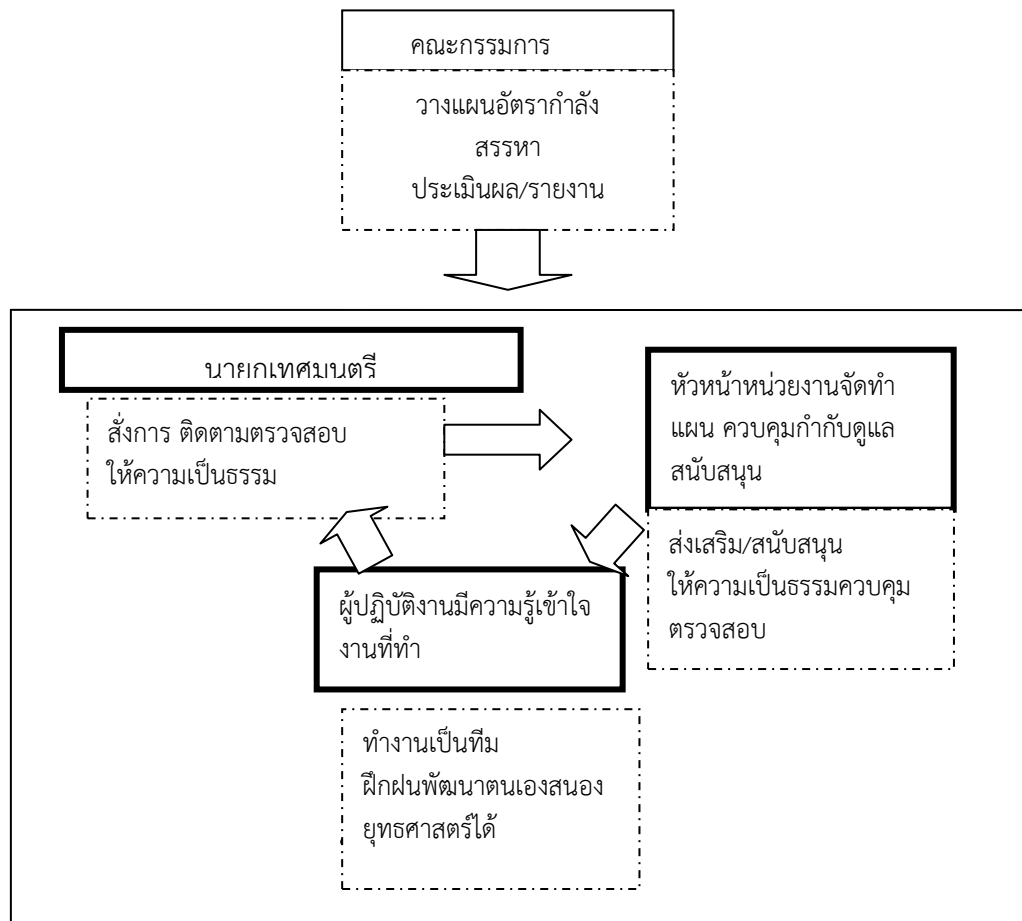 คณะกรรมการ
วางแผนอัตรากำลัง
สรรหา
ประเมินผล/รายงาน
นายกเทศมนตรี
สั่งการ ติดตามตรวจสอบ
ให้ความเป็นธรรม
หัวหน้าหน่วยงานจัดทำ
แผน ควบคุมกำกับดูแล
สนับสนุน
ส่งเสริม/สนับสนุน
ให้ความเป็นธรรมควบคุม
ตรวจสอบ
ผู้ปฏิบัติงานมีความรู้เข้าใจ
งานที่ทำ
ทำงานเป็นทีม
ฝึกฝนพัฒนาตนเองสนอง
ยุทธศาสตร์ได้